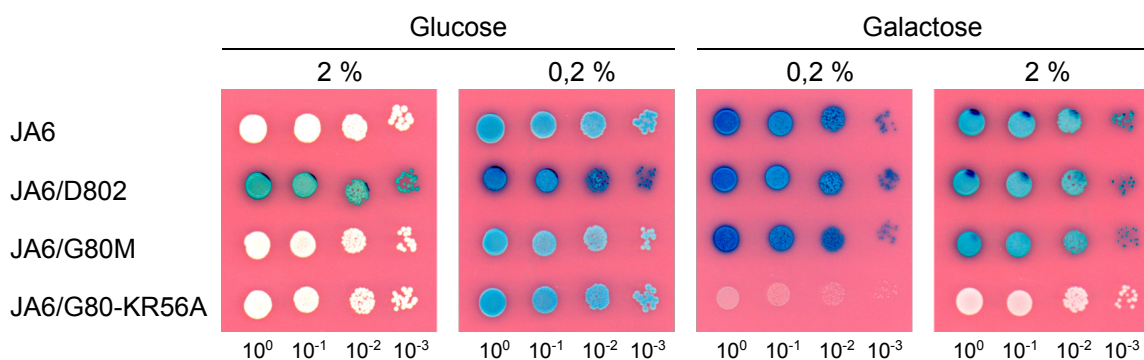 Glucose Galactose
2 % 0,2 % 0,2 % 2 %
JA6
JA6/D802
JA6/G80M
JA6/G80-KR56A
10⁰ 10⁻¹ 10⁻² 10⁻³ 10⁰ 10⁻¹ 10⁻² 10⁻³ 10⁰ 10⁻¹ 10⁻² 10⁻³ 10⁰ 10⁻¹ 10⁻² 10⁻³